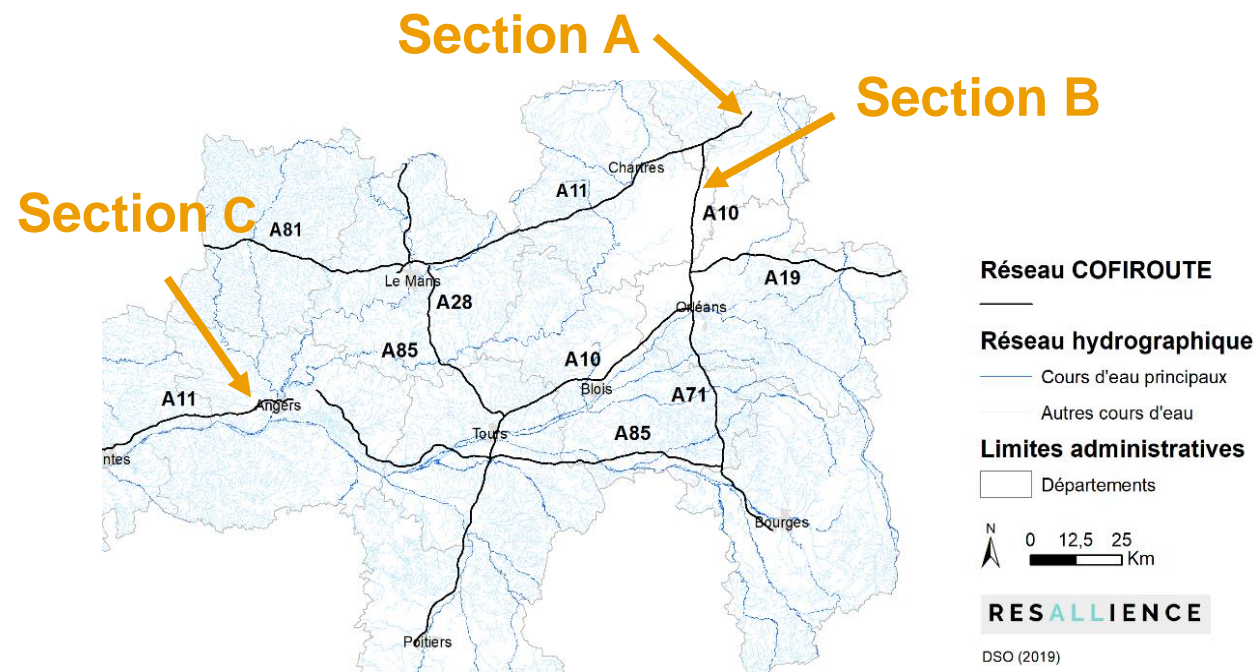 Section A
Section B
Section C
Chartres
A11
A10
A81
Le Mans
A28
A19
Orléans
A85
A10
Blois
A71
A11
Angers
Tours
A85
ntes
Bourges
Poitiers
Réseau COFIROUTE
Réseau hydrographique
Cours d'eau principaux
Autres cours d'eau
Limites administratives
Départements
N
0 12,5 25
Km
RESALLIENCE
DSO (2019)